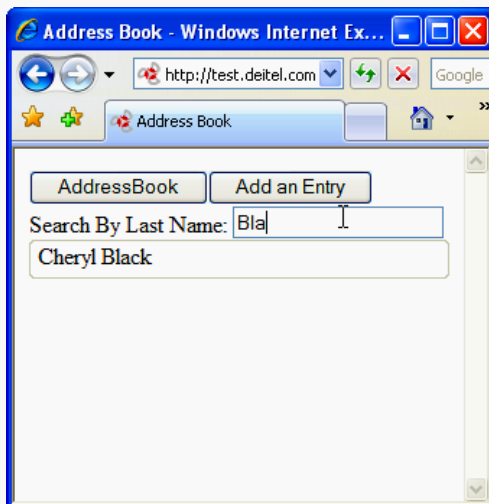 Address Book - Windows Internet Ex...
http://test.deitel.com
Google
Address Book
»
AddressBook Add an Entry
Search By Last Name: Bla
Cheryl Black